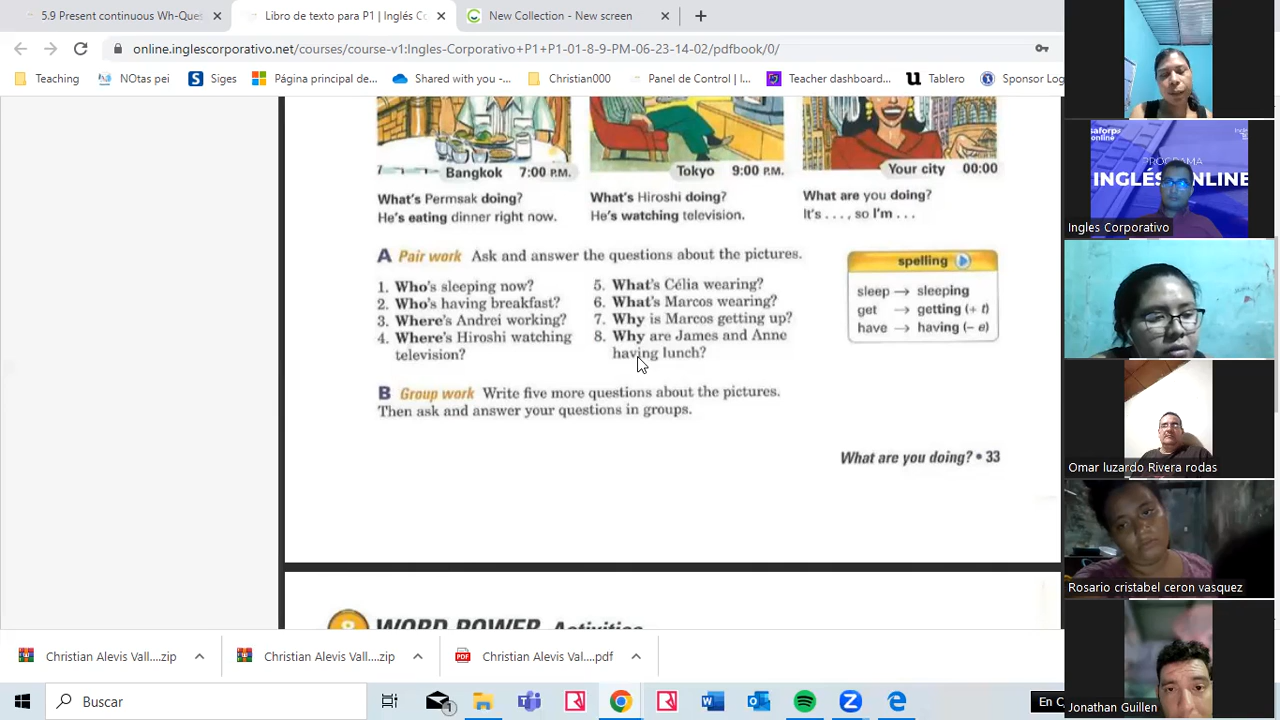 5.9 Present continuous Wh-Ques
Libro de texto para P1 | Inglés Co
New Collection - New screen
online.inglescorporativo.net/courses/course-v1:Ingles-Corporativo+P1+P1-01-8-9-PM-06-23-14-02/pdfbook/0/
Teaching
NOtas pei
Siges
Página principal de...
Shared with you -...
Christian000
Panel de Control | I...
Teacher dashboard...
Tablero
Sponsor Log
Bangkok 7:00 P.M.
Tokyo 9:00 P.M.
Your city 00:00
What's Permsak doing?
He's eating dinner right now.
What's Hiroshi doing?
He's watching television.
What are you doing?
It's . . . , so I'm . . .
A Pair work Ask and answer the questions about the pictures.
1. Who's sleeping now?
2. Who's having breakfast?
3. Where's Andrei working?
4. Where's Hiroshi watching
television?
5. What's Célia wearing?
6. What's Marcos wearing?
7. Why is Marcos getting up?
8. Why are James and Anne
having lunch?
spelling
sleep → sleeping
get → getting (+ t)
have → having (– e)
B Group work Write five more questions about the pictures.
Then ask and answer your questions in groups.
What are you doing? • 33
WORD POWER Activities
Christian Alevis Vall....zip
Christian Alevis Vall....zip
Christian Alevis Val....pdf
Buscar
1
En C
PROGRAMA
INGLÉS ONLINE
Ingles Corporativo
Omar luzardo Rivera rodas
Rosario cristabel ceron vasquez
Jonathan Guillen